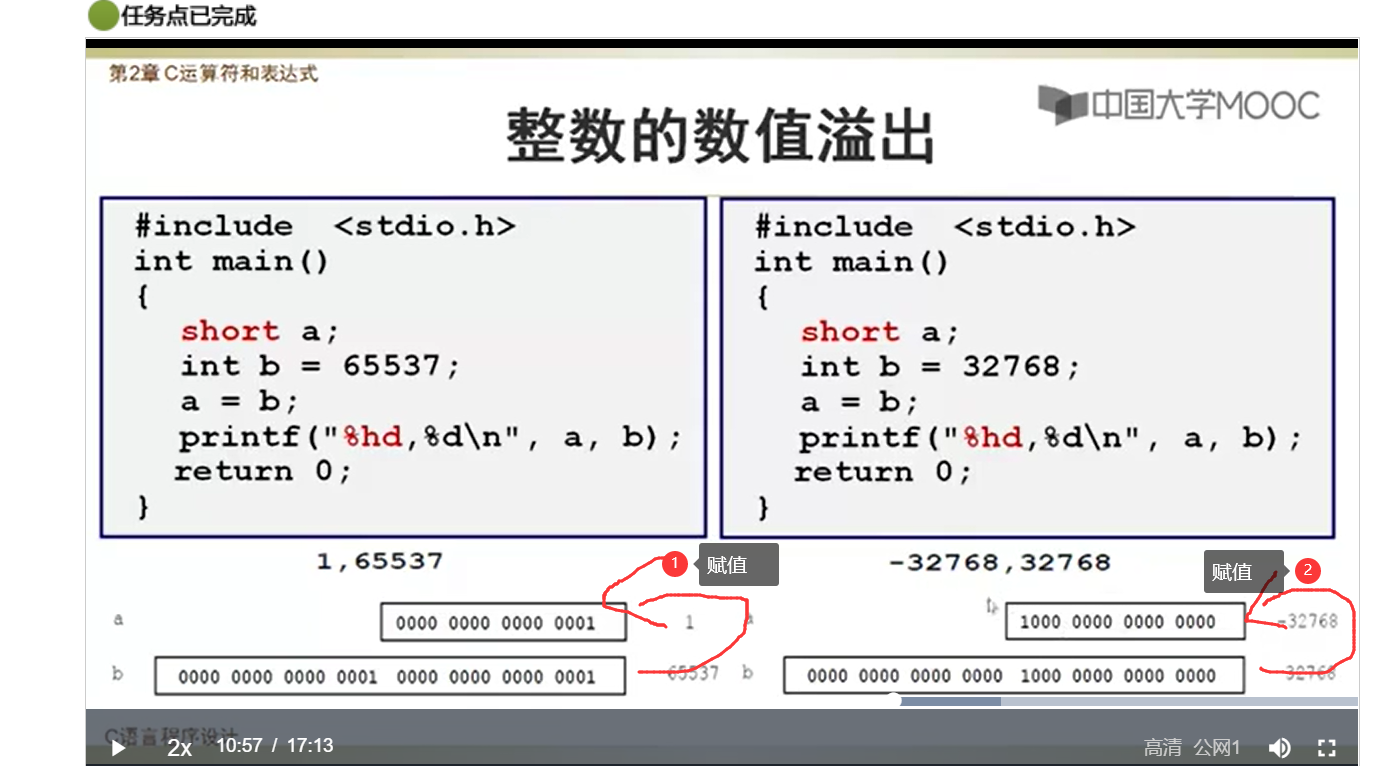 任务点已完成
第2章 C运算符和表达式
中国大学MOOC
整数的数值溢出
#include <stdio.h>
int main()
{
short a;
int b = 65537;
a = b;
printf("%hd,%d\n", a, b);
return 0;
}
1,65537
#include <stdio.h>
int main()
{
short a;
int b = 32768;
a = b;
printf("%hd,%d\n", a, b);
return 0;
}
-32768,32768
1 赋值
赋值 2
a 0000 0000 0000 0001 1
b 0000 0000 0000 0001 0000 0000 0000 0001 65537
a 1000 0000 0000 0000 -32768
b 0000 0000 0000 0000 1000 0000 0000 0000 32768
C语言程序设计
2x 10:57 / 17:13 高清 公网1